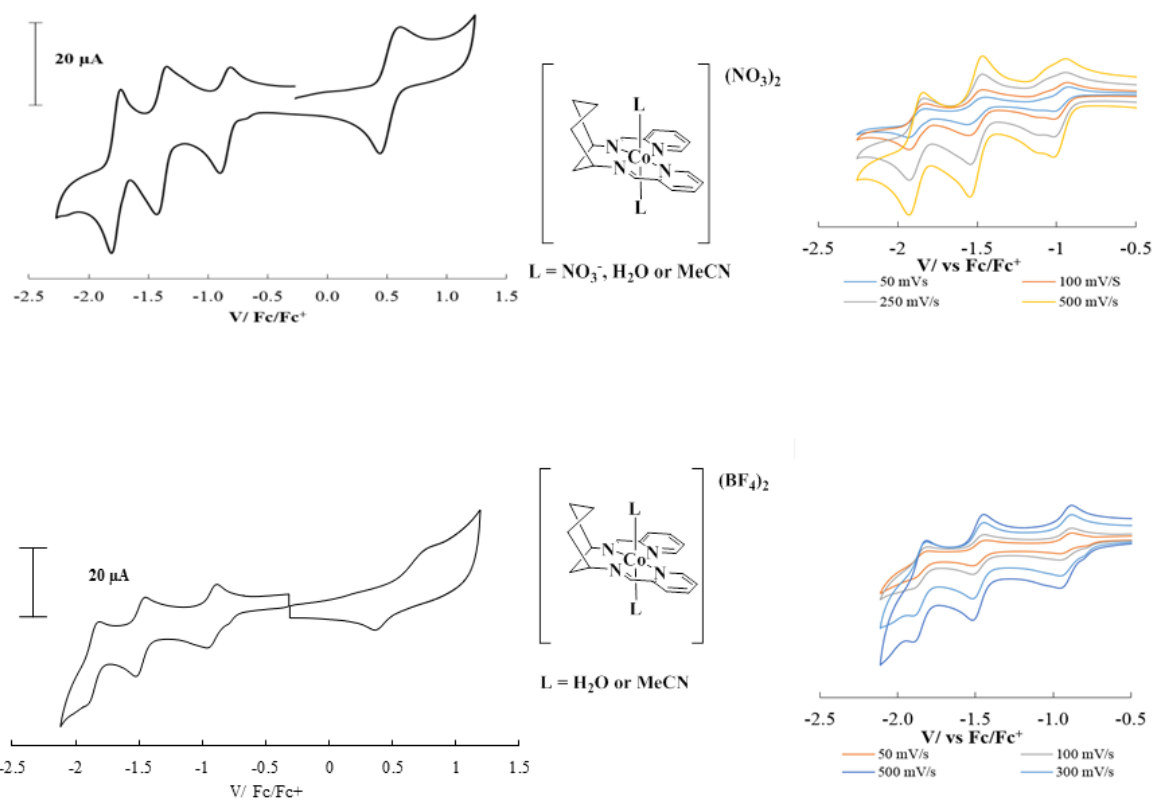 20 μA
-2.5 -2.0 -1.5 -1.0 -0.5 0.0 0.5 1.0 1.5
V/ Fc/Fc⁺
(NO₃)₂
L
N N
Co
N N
L
L = NO₃⁻, H₂O or MeCN
-2.5 -2 -1.5 -1 -0.5
V/ vs Fc/Fc⁺
50 mVs 100 mV/S
250 mV/s 500 mV/s
20 μA
-2.5 -2 -1.5 -1 -0.5 0 0.5 1 1.5
V/ Fc/Fc+
(BF₄)₂
L
N N
Co
N N
L
L = H₂O or MeCN
-2.5 -2.0 -1.5 -1.0 -0.5
V/ vs Fc/Fc⁺
50 mV/s 100 mV/s
500 mV/s 300 mV/s